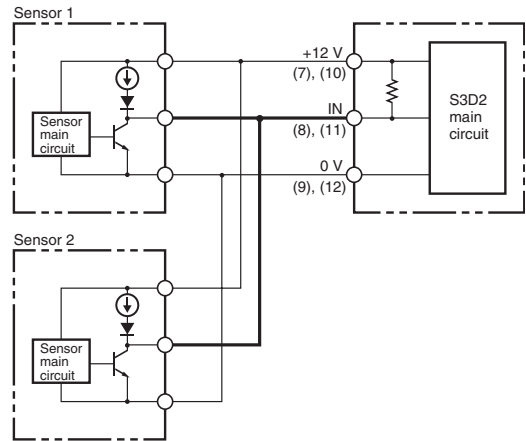 Sensor 1
+12 V
(7), (10)
IN
(8), (11)
0 V
(9), (12)
Sensor
main
circuit
S3D2
main
circuit
Sensor 2
Sensor
main
circuit